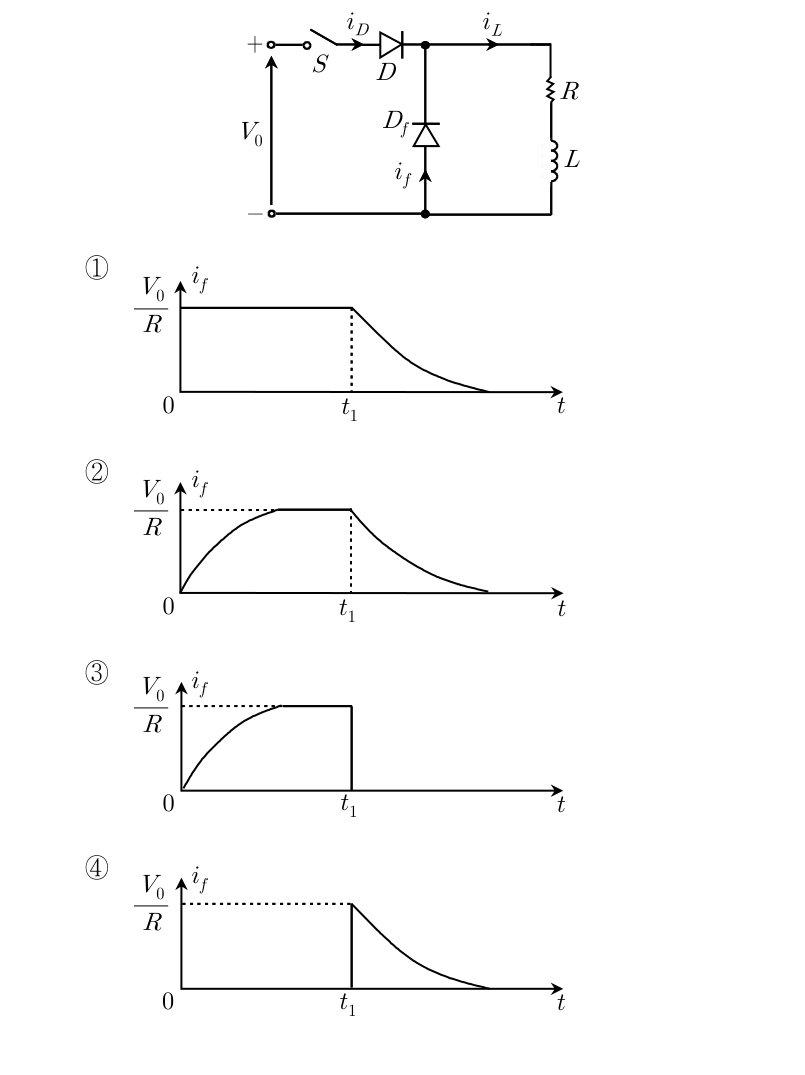 + S i_D D i_L
V_0 D_f R
i_f L
−
①
V_0/R i_f
0 t_1 t
②
V_0/R i_f
0 t_1 t
③
V_0/R i_f
0 t_1 t
④
V_0/R i_f
0 t_1 t